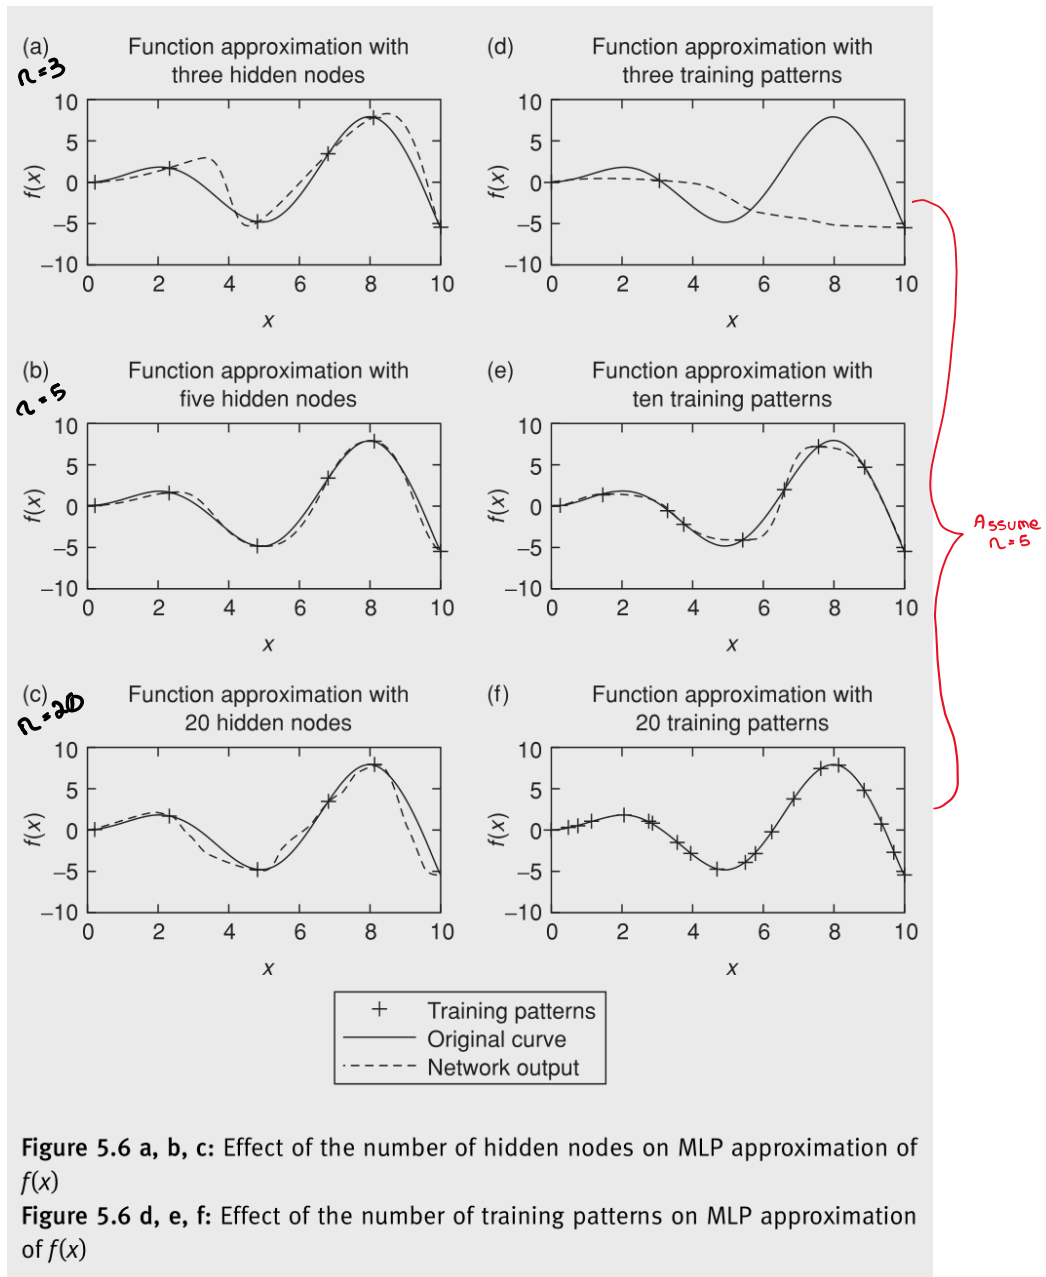 (a) Function approximation with
three hidden nodes
n=3
10
5
0
−5
−10
f(x)
0 2 4 6 8 10
x
(d) Function approximation with
three training patterns
10
5
0
−5
−10
f(x)
0 2 4 6 8 10
x
(b) Function approximation with
five hidden nodes
n=5
10
5
0
−5
−10
f(x)
0 2 4 6 8 10
x
(e) Function approximation with
ten training patterns
10
5
0
−5
−10
f(x)
0 2 4 6 8 10
x
Assume
n=5
(c) Function approximation with
20 hidden nodes
n=20
10
5
0
−5
−10
f(x)
0 2 4 6 8 10
x
(f) Function approximation with
20 training patterns
10
5
0
−5
−10
f(x)
0 2 4 6 8 10
x
Training patterns
Original curve
Network output
Figure 5.6 a, b, c: Effect of the number of hidden nodes on MLP approximation of
f(x)
Figure 5.6 d, e, f: Effect of the number of training patterns on MLP approximation
of f(x)